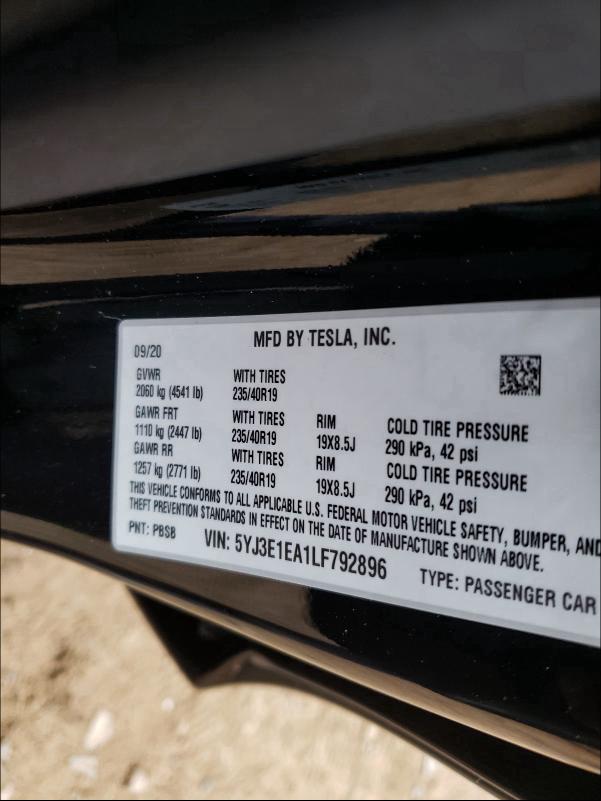 MFD BY TESLA, INC.
09/20
GVWR
2060 kg (4541 lb)
WITH TIRES
235/40R19
GAWR FRT
1110 kg (2447 lb)
WITH TIRES
235/40R19
RIM
19X8.5J
COLD TIRE PRESSURE
290 kPa, 42 psi
GAWR RR
1257 kg (2771 lb)
WITH TIRES
235/40R19
RIM
19X8.5J
COLD TIRE PRESSURE
290 kPa, 42 psi
THIS VEHICLE CONFORMS TO ALL APPLICABLE U.S. FEDERAL MOTOR VEHICLE SAFETY, BUMPER, AND
THEFT PREVENTION STANDARDS IN EFFECT ON THE DATE OF MANUFACTURE SHOWN ABOVE.
PNT: PBSB
VIN: 5YJ3E1EA1LF792896
TYPE: PASSENGER CAR